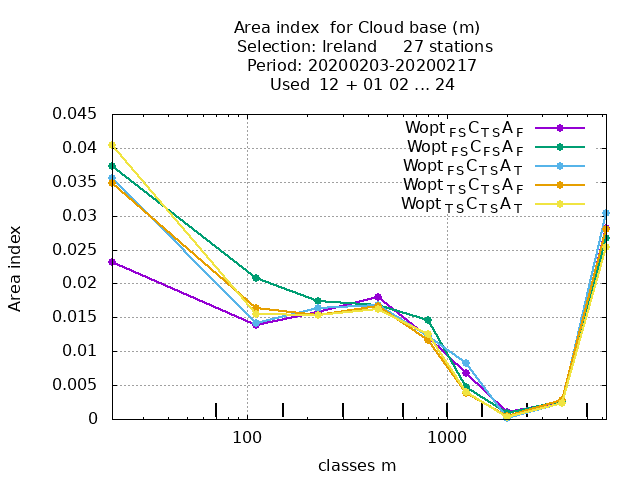 Area index  for Cloud base (m)
Selection: Ireland     27 stations
Period: 20200203-20200217
Used  12 + 01 02 ... 24
Area index
0.045
0.04
0.035
0.03
0.025
0.02
0.015
0.01
0.005
0
Wopt FS C TS A F
Wopt FS C FS A F
Wopt FS C TS A T
Wopt TS C TS A F
Wopt TS C TS A T
100 1000
classes m